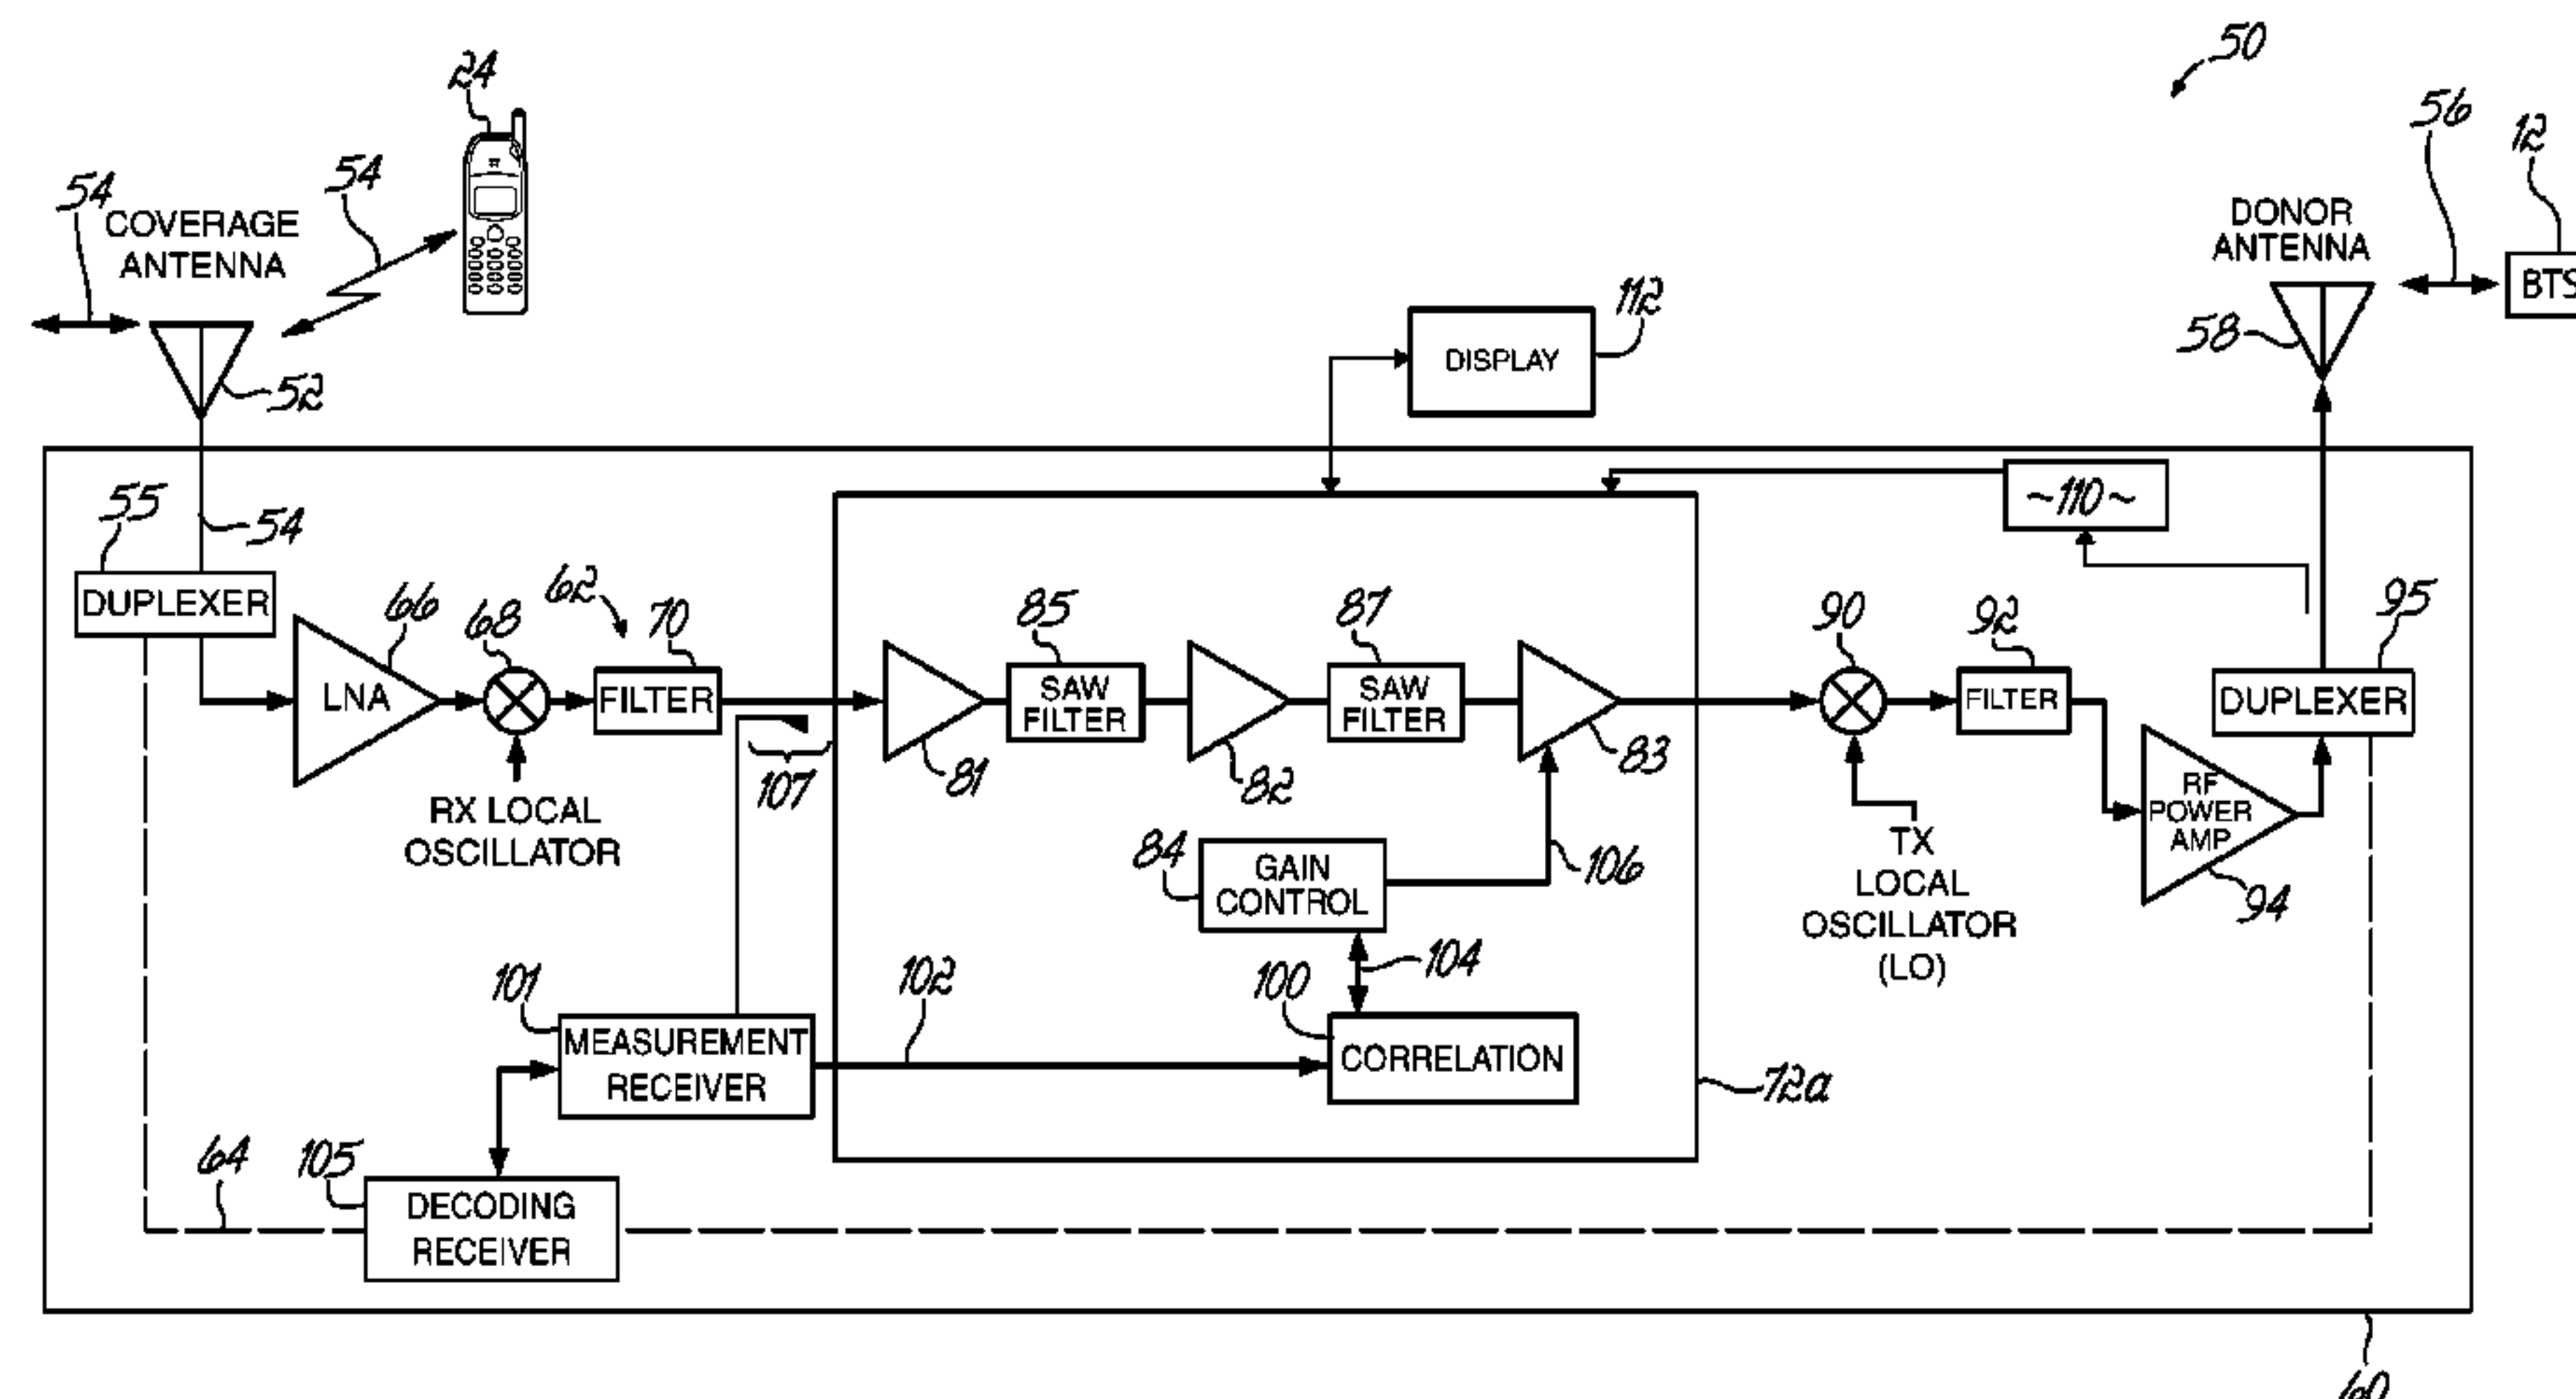 50
24
56
12
54
54
COVERAGE
ANTENNA
DONOR
ANTENNA
BTS
112
DISPLAY
58
52
55
54
~110~
DUPLEXER
66
68
62
70
85
87
90
92
95
LNA
FILTER
SAW
FILTER
SAW
FILTER
FILTER
DUPLEXER
107
81
82
83
RX LOCAL
OSCILLATOR
RF
POWER
AMP
84
GAIN
CONTROL
106
TX
LOCAL
OSCILLATOR
(LO)
94
101
102
100
104
MEASUREMENT
RECEIVER
CORRELATION
72a
64
105
DECODING
RECEIVER
60